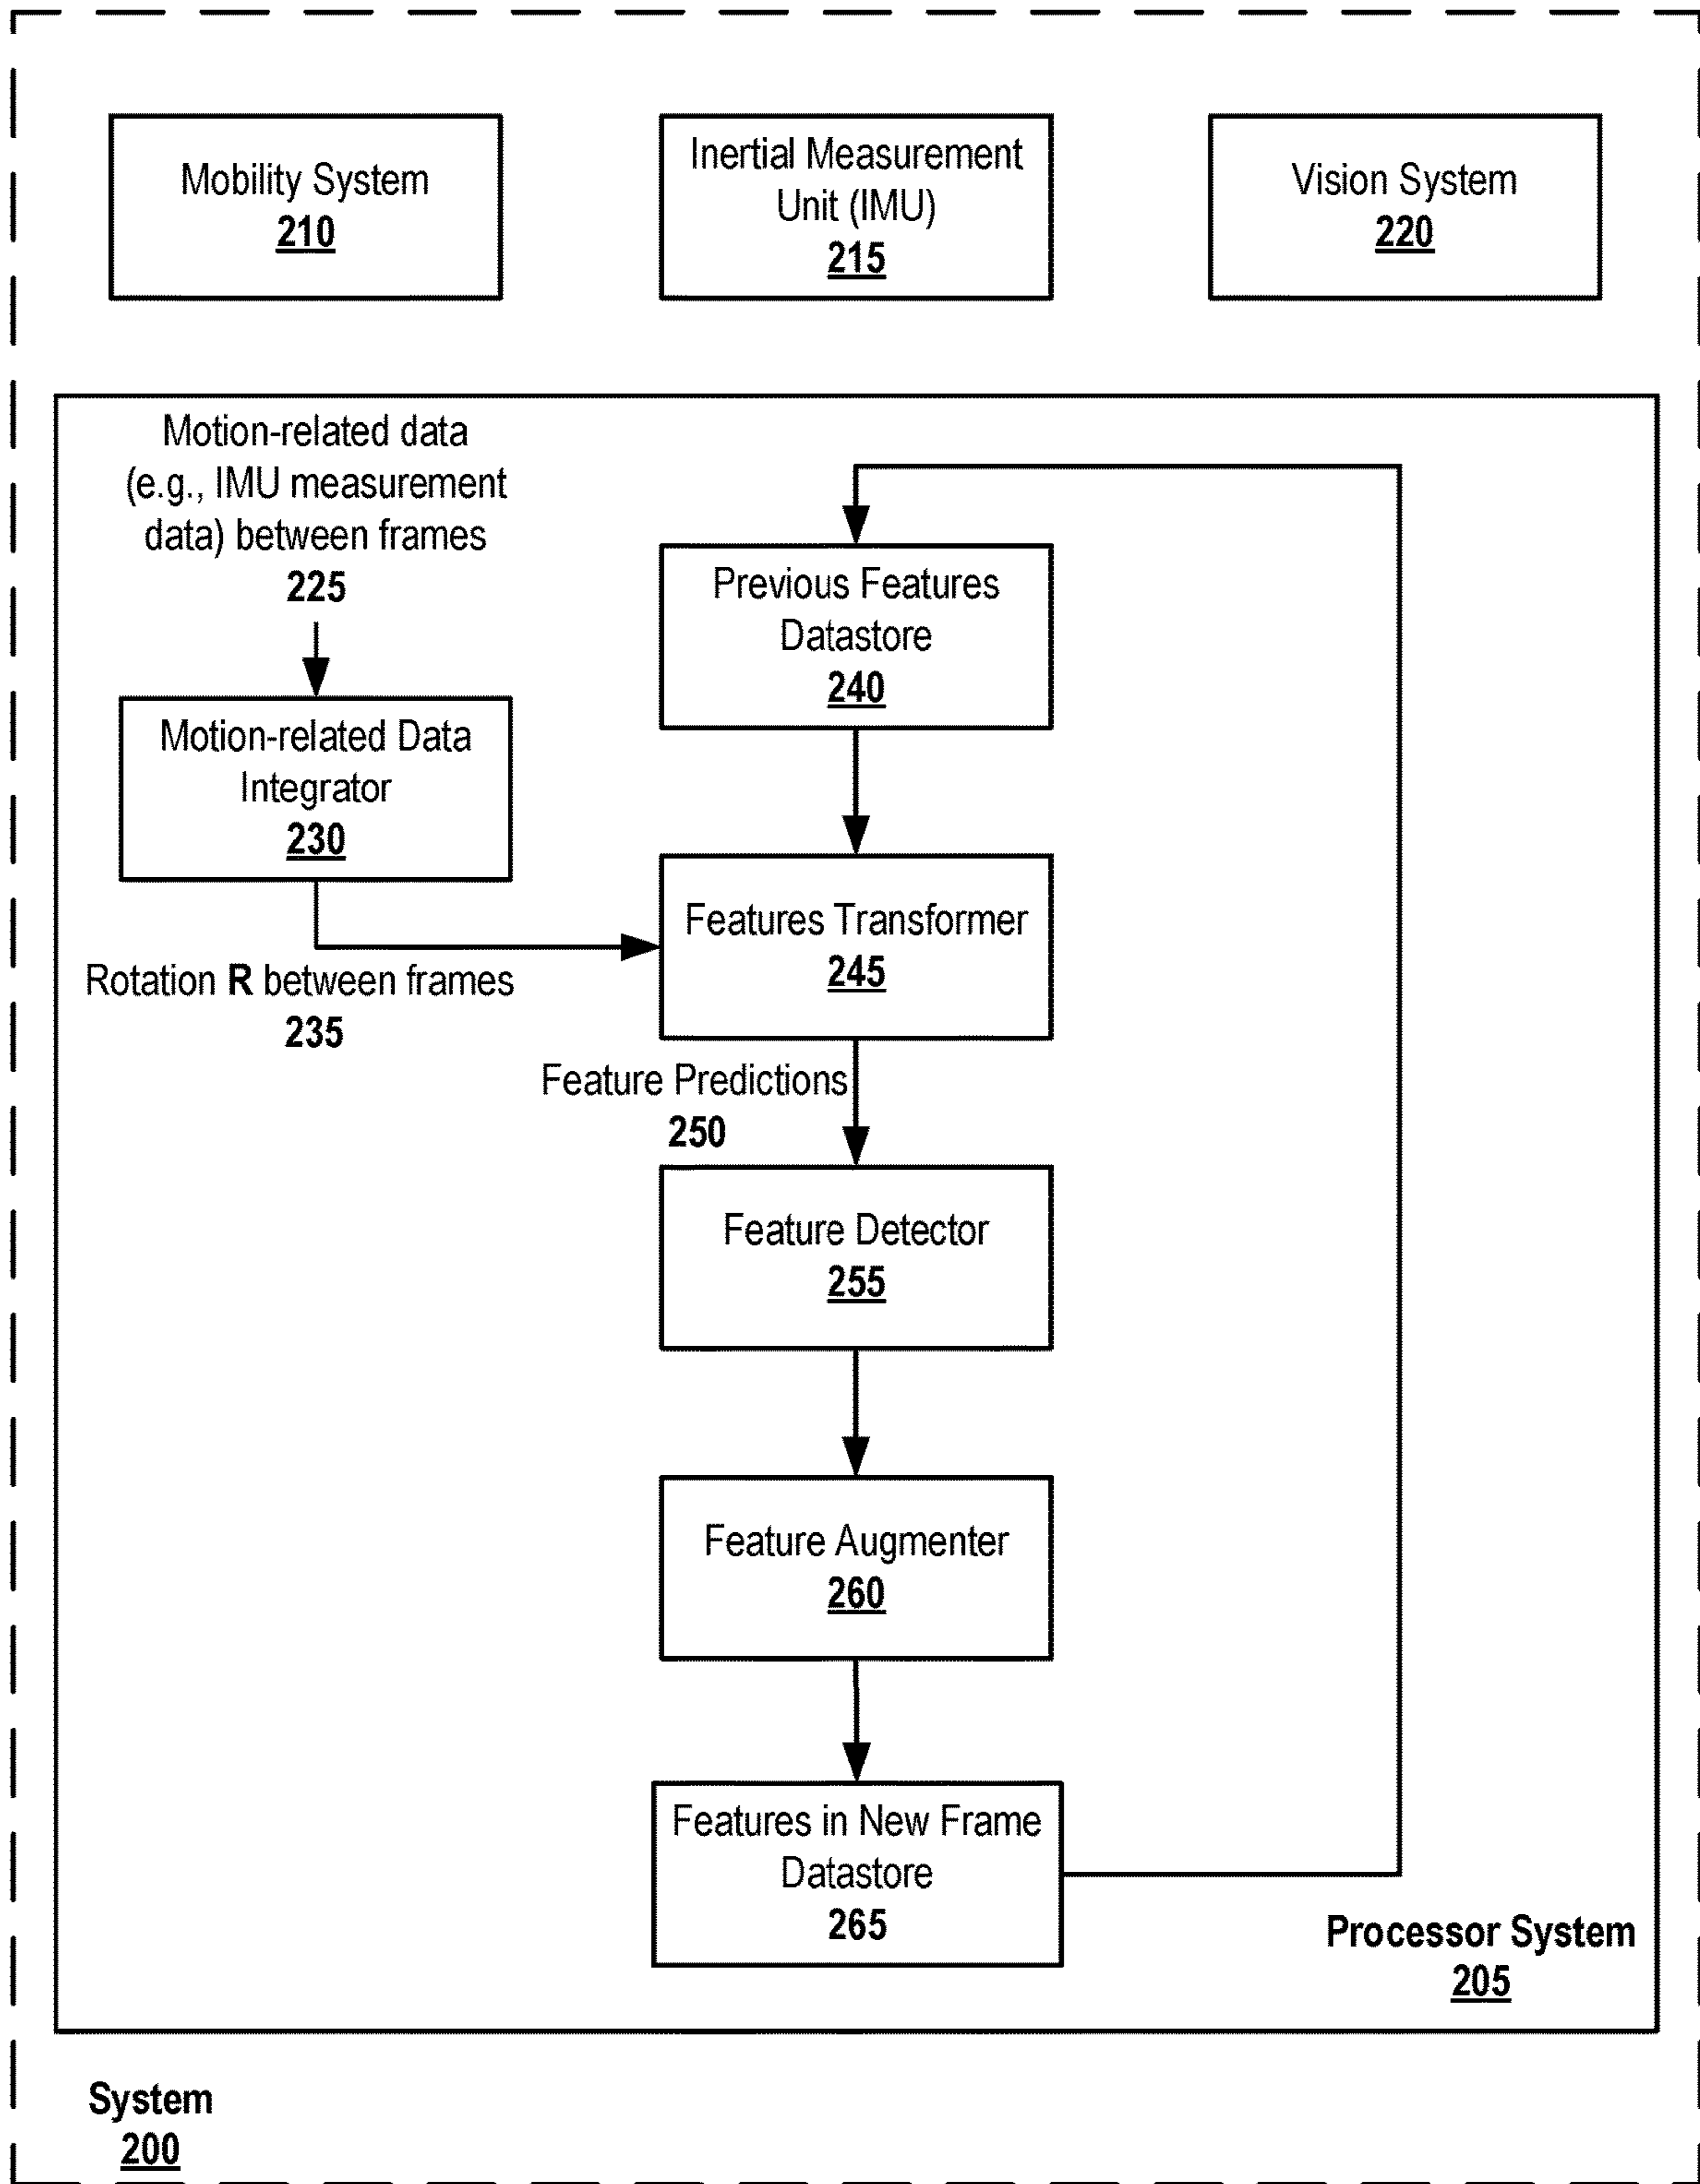 Mobility System
210
Inertial Measurement
Unit (IMU)
215
Vision System
220
Motion-related data
(e.g., IMU measurement
data) between frames
225
Previous Features
Datastore
240
Motion-related Data
Integrator
230
Features Transformer
245
Rotation R between frames
235
Feature Predictions
250
Feature Detector
255
Feature Augmenter
260
Features in New Frame
Datastore
265
Processor System
205
System
200